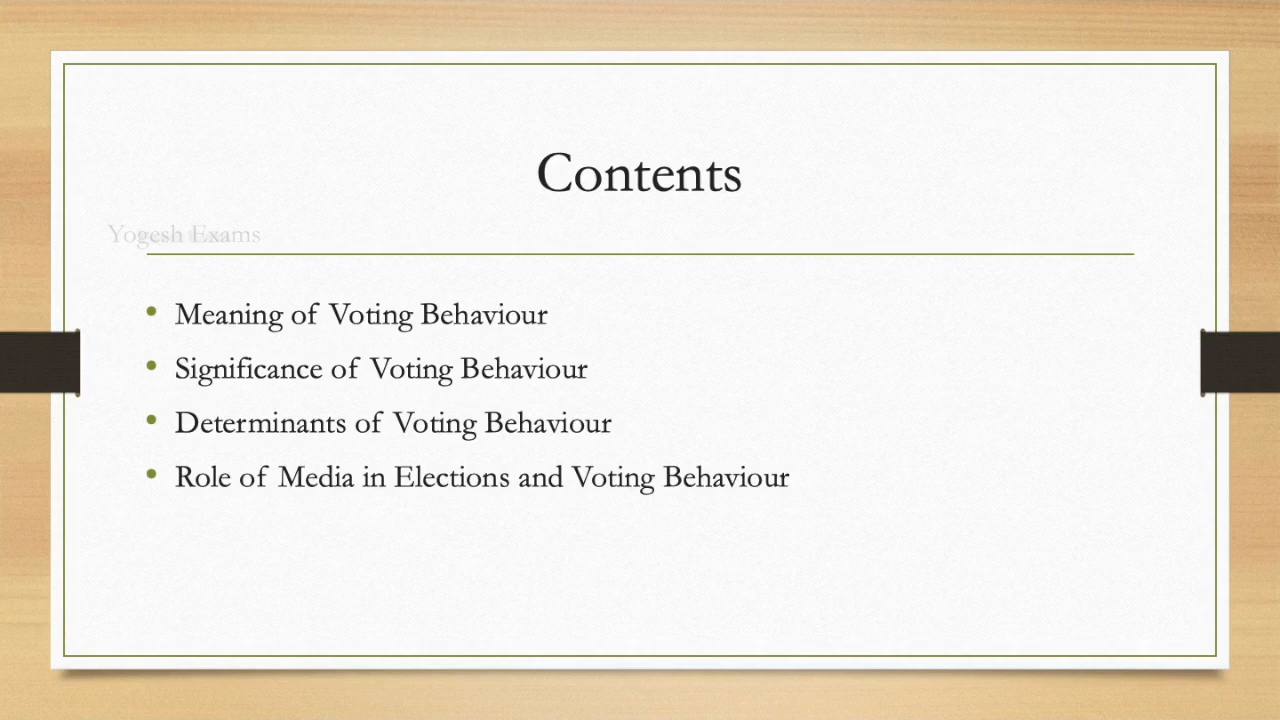 Contents
Yogesh Exams
• Meaning of Voting Behaviour
• Significance of Voting Behaviour
• Determinants of Voting Behaviour
• Role of Media in Elections and Voting Behaviour